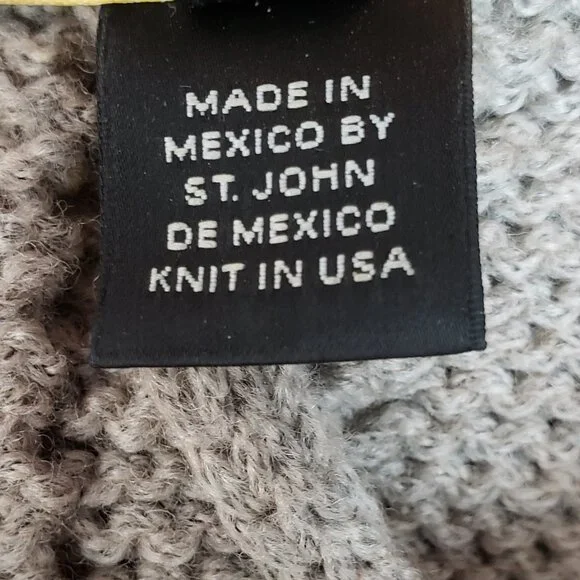 MADE IN
MEXICO BY
ST. JOHN
DE MEXICO
KNIT IN USA